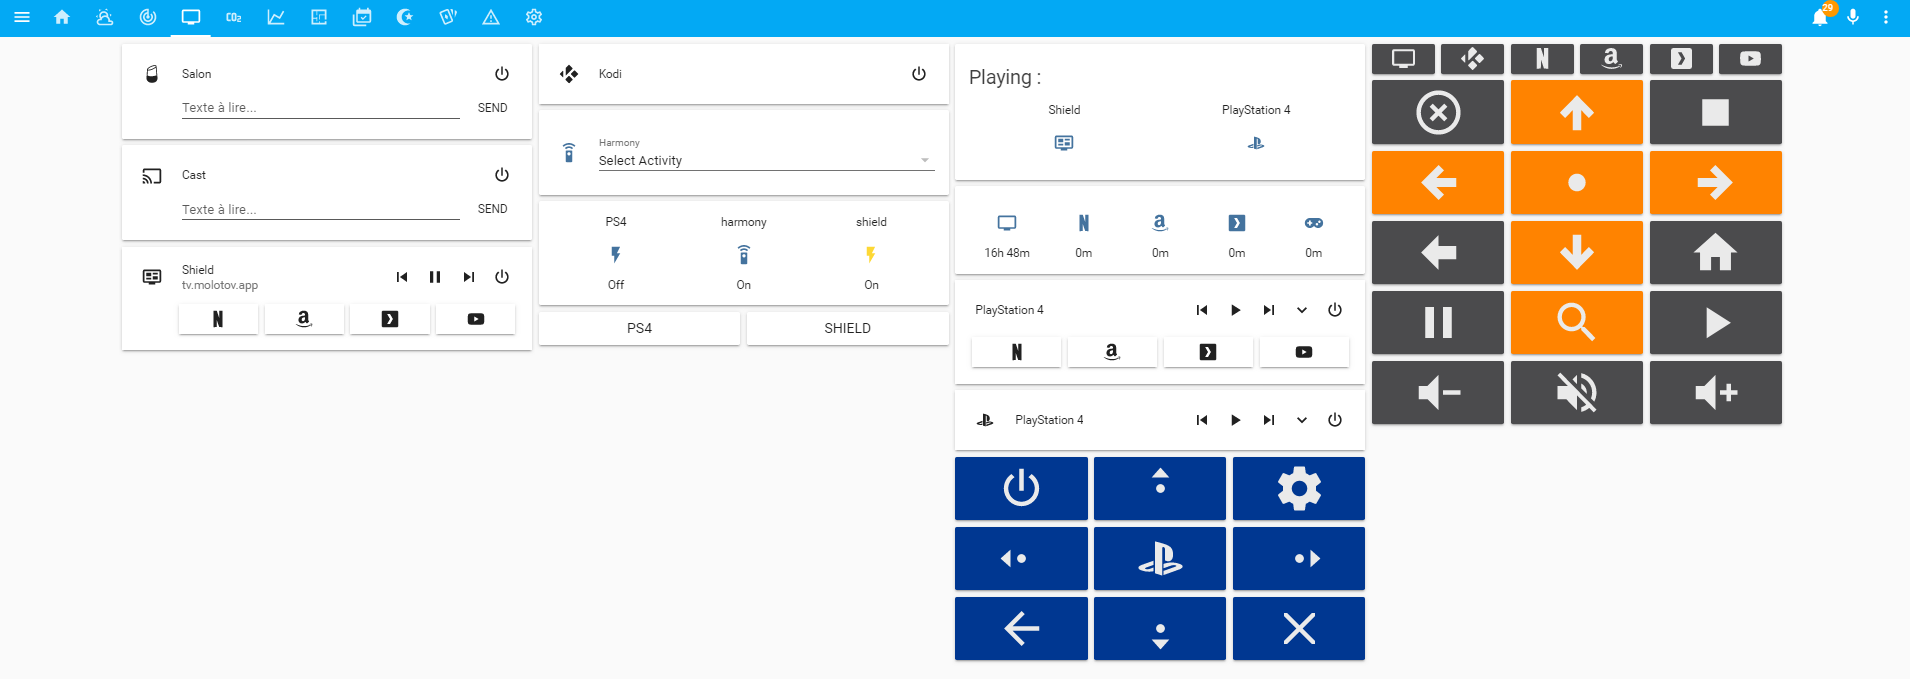 CO₂
29
Salon
Texte à lire...
SEND
Cast
Texte à lire...
SEND
Shield
tv.molotov.app
N
a
Kodi
Harmony
Select Activity
PS4
harmony
shield
Off
On
On
PS4
SHIELD
Playing :
Shield
PlayStation 4
N
a
16h 48m
0m
0m
0m
0m
PlayStation 4
N
a
PlayStation 4
N
a